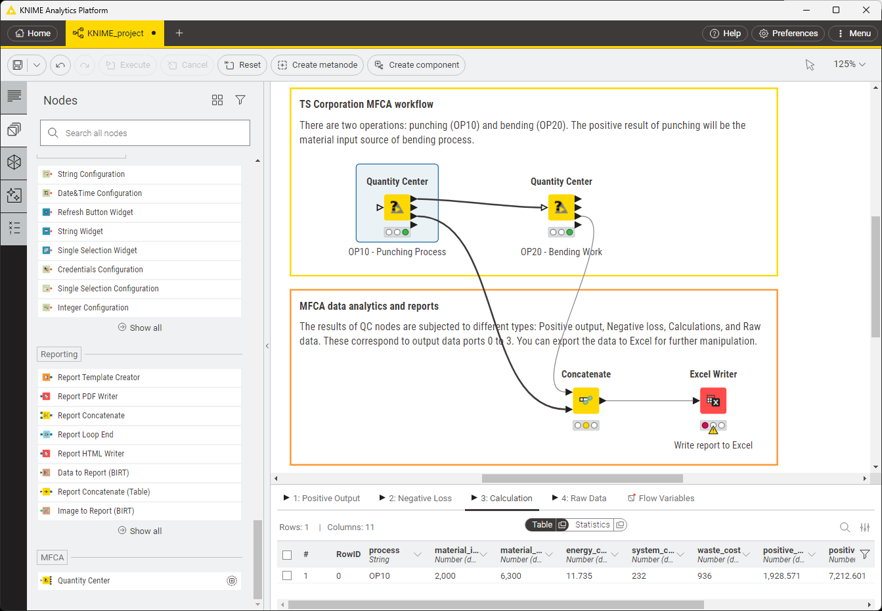 KNIME Analytics Platform
Home
KNIME_project
Help
Preferences
Menu
Execute
Cancel
Reset
Create metanode
Create component
125%
Nodes
Search all nodes
String Configuration
Date&Time Configuration
Refresh Button Widget
String Widget
Single Selection Widget
Credentials Configuration
Single Selection Configuration
Integer Configuration
Show all
Reporting
Report Template Creator
Report PDF Writer
Report Concatenate
Report Loop End
Report HTML Writer
Data to Report (BIRT)
Report Concatenate (Table)
Image to Report (BIRT)
Show all
MFCA
Quantity Center
TS Corporation MFCA workflow
There are two operations: punching (OP10) and bending (OP20). The positive result of punching will be the
material input source of bending process.
Quantity Center
Quantity Center
OP10 - Punching Process
OP20 - Bending Work
MFCA data analytics and reports
The results of QC nodes are subjected to different types: Positive output, Negative loss, Calculations, and Raw
data. These correspond to output data ports 0 to 3. You can export the data to Excel for further manipulation.
Concatenate
Excel Writer
Write report to Excel
1: Positive Output
2: Negative Loss
3: Calculation
4: Raw Data
Flow Variables
Rows: 1 | Columns: 11
Table
Statistics
# RowID process material_i... material_... energy_c... system_c... waste_cost positive_... positiv
String Number (d... Number (d... Number (d... Number (d... Number (d... Number (d... Number
1 0 OP10 2,000 6,300 11.735 232 936 1,928.571 7,212.601